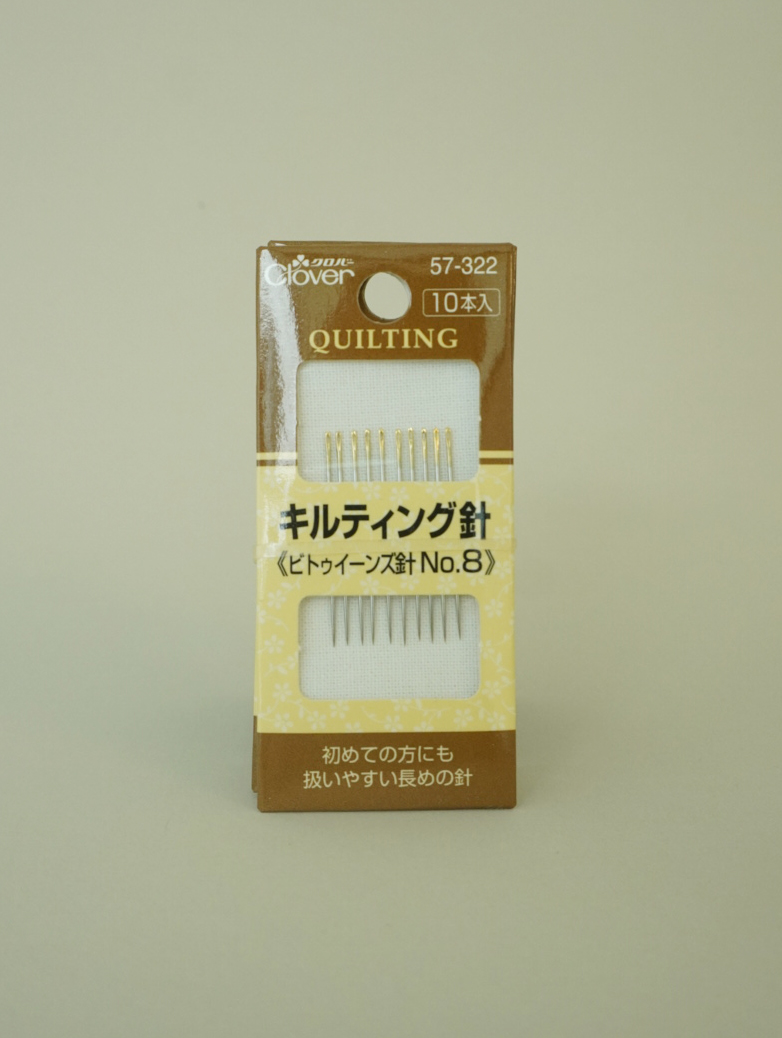 クロバー
Clover
57-322
10本入
QUILTING
キルティング針
《ビトゥイーンズ針 No.8》
初めての方にも
扱いやすい長めの針